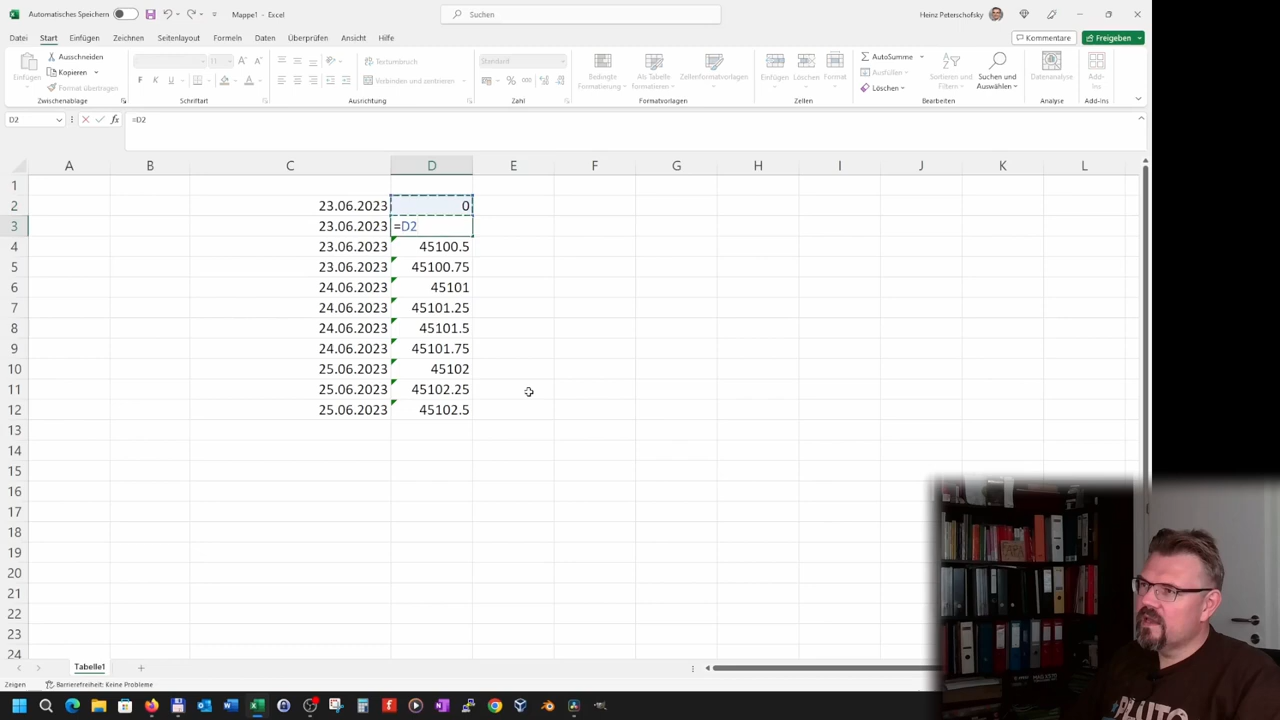 Automatisches Speichern
Mappe1 - Excel
Suchen
Heinz Peterschofsky
Datei
Start
Einfügen
Zeichnen
Seitenlayout
Formeln
Daten
Überprüfen
Ansicht
Hilfe
Kommentare
Freigeben
Einfügen
Ausschneiden
Kopieren
Format übertragen
Zwischenablage
F K U
A
Schriftart
Textumbruch
Verbinden und zentrieren
Ausrichtung
Standard
Zahl
Bedingte Formatierung
Als Tabelle formatieren
Zellenformatvorlagen
Formatvorlagen
Einfügen
Löschen
Format
Zellen
AutoSumme
Ausfüllen
Löschen
Sortieren und Filtern
Suchen und Auswählen
Bearbeiten
Datenanalyse
Analyse
Add-Ins
Add-Ins
D2
fx
=D2
A B C D E F G H I J K L
1
2 23.06.2023 0
3 23.06.2023 =D2
4 23.06.2023 45100.5
5 23.06.2023 45100.75
6 24.06.2023 45101
7 24.06.2023 45101.25
8 24.06.2023 45101.5
9 24.06.2023 45101.75
10 25.06.2023 45102
11 25.06.2023 45102.25
12 25.06.2023 45102.5
13
14
15
16
17
18
19
20
21
22
23
24
Tabelle1
Zeigen
Barrierefreiheit: Keine Probleme
PLUTO